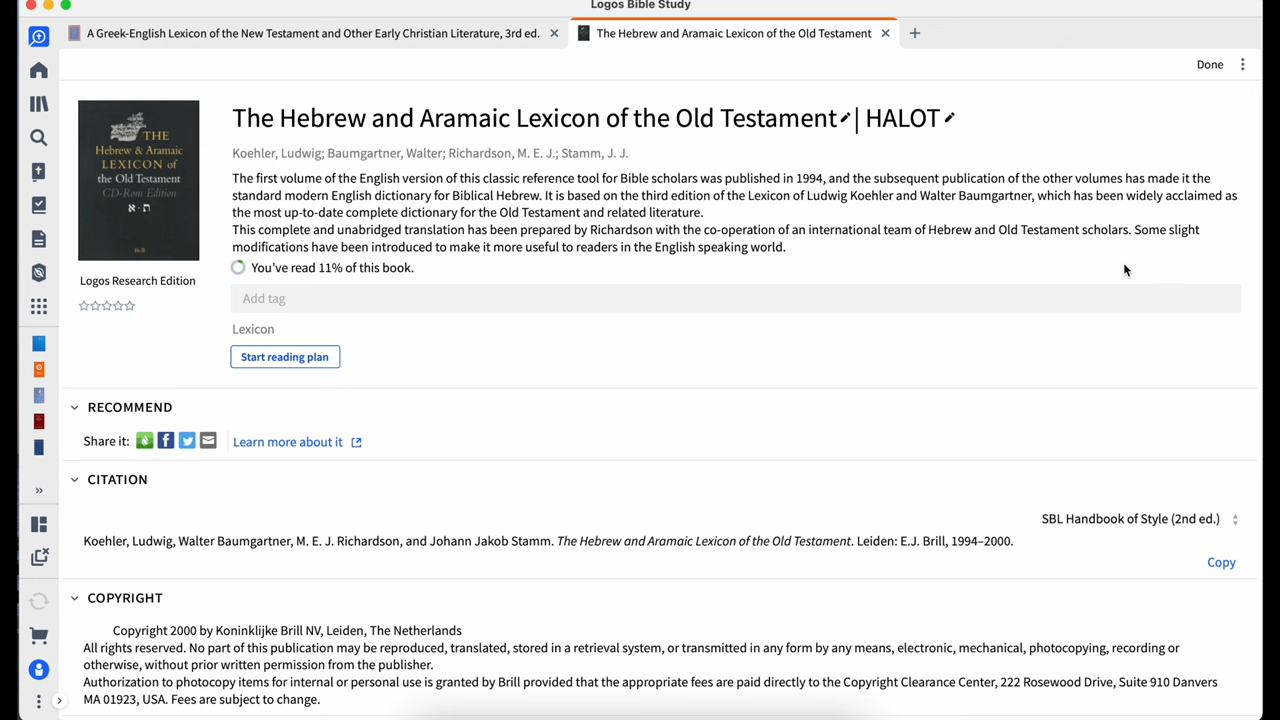 Logos Bible Study
A Greek-English Lexicon of the New Testament and Other Early Christian Literature, 3rd ed.
The Hebrew and Aramaic Lexicon of the Old Testament
Done
THE
Hebrew & Aramaic
LEXICON of
the Old Testament
CD-Rom Edition
א • ת
Brill
The Hebrew and Aramaic Lexicon of the Old Testament | HALOT
Koehler, Ludwig; Baumgartner, Walter; Richardson, M. E. J.; Stamm, J. J.
The first volume of the English version of this classic reference tool for Bible scholars was published in 1994, and the subsequent publication of the other volumes has made it the
standard modern English dictionary for Biblical Hebrew. It is based on the third edition of the Lexicon of Ludwig Koehler and Walter Baumgartner, which has been widely acclaimed as
the most up-to-date complete dictionary for the Old Testament and related literature.
This complete and unabridged translation has been prepared by Richardson with the co-operation of an international team of Hebrew and Old Testament scholars. Some slight
modifications have been introduced to make it more useful to readers in the English speaking world.
You’ve read 11% of this book.
Logos Research Edition
Add tag
Lexicon
Start reading plan
RECOMMEND
Share it:
Learn more about it
CITATION
SBL Handbook of Style (2nd ed.)
Koehler, Ludwig, Walter Baumgartner, M. E. J. Richardson, and Johann Jakob Stamm. The Hebrew and Aramaic Lexicon of the Old Testament. Leiden: E.J. Brill, 1994–2000.
Copy
COPYRIGHT
Copyright 2000 by Koninklijke Brill NV, Leiden, The Netherlands
All rights reserved. No part of this publication may be reproduced, translated, stored in a retrieval system, or transmitted in any form by any means, electronic, mechanical, photocopying, recording or
otherwise, without prior written permission from the publisher.
Authorization to photocopy items for internal or personal use is granted by Brill provided that the appropriate fees are paid directly to the Copyright Clearance Center, 222 Rosewood Drive, Suite 910 Danvers
MA 01923, USA. Fees are subject to change.